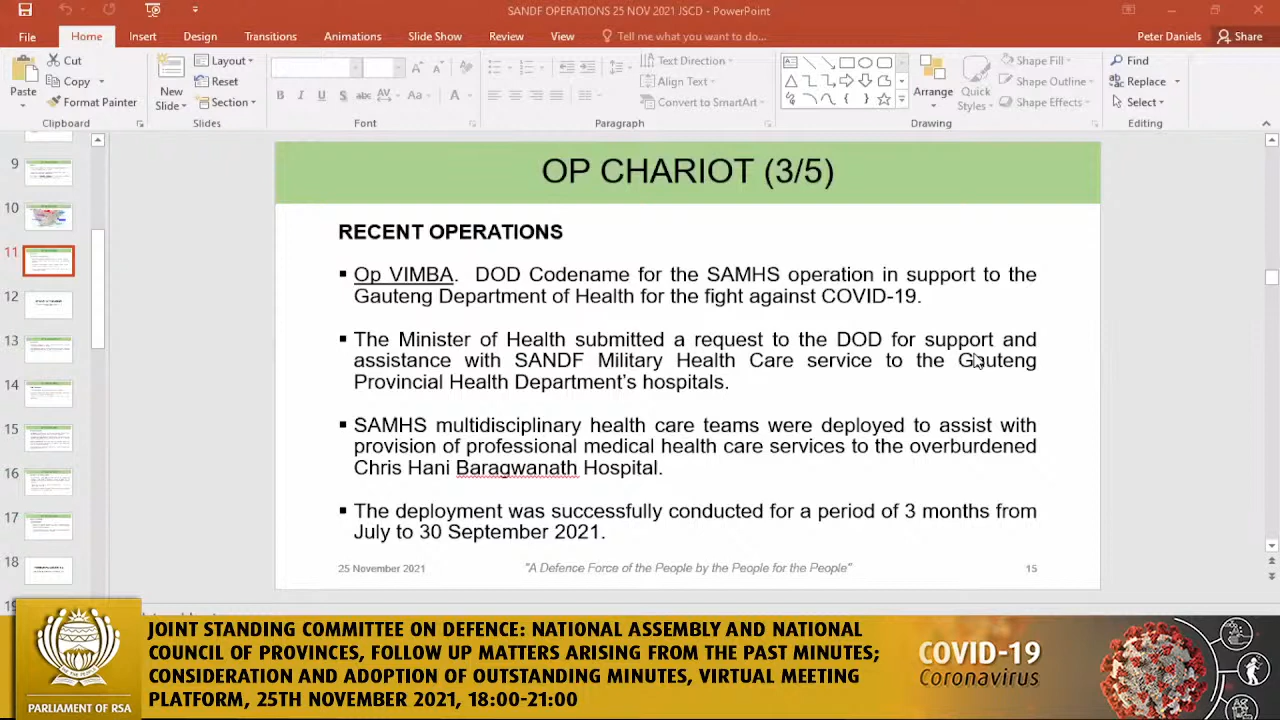 SANDF OPERATIONS 25 NOV 2021 JSCD - PowerPoint
File Home Insert Design Transitions Animations Slide Show Review View Tell me what you want to do... Peter Daniels Share
Cut
Copy
Format Painter
Paste
Clipboard
New Slide
Layout
Reset
Section
Slides
B I U S abc AV Aa A
Font
Text Direction
Align Text
Convert to SmartArt
Paragraph
Arrange
Quick Styles
Shape Fill
Shape Outline
Shape Effects
Drawing
Find
Replace
Select
Editing
9
10
11
12
13
14
15
16
17
18
OP CHARIOT (3/5)
RECENT OPERATIONS
▪ Op VIMBA. DOD Codename for the SAMHS operation in support to the
Gauteng Department of Health for the fight against COVID-19.
▪ The Minister of Health submitted a request to the DOD for support and
assistance with SANDF Military Health Care service to the Gauteng
Provincial Health Department's hospitals.
▪ SAMHS multidisciplinary health care teams were deployed to assist with
provision of professional medical health care services to the overburdened
Chris Hani Baragwanath Hospital.
▪ The deployment was successfully conducted for a period of 3 months from
July to 30 September 2021.
25 November 2021 "A Defence Force of the People by the People for the People" 15
PARLIAMENT OF RSA
JOINT STANDING COMMITTEE ON DEFENCE: NATIONAL ASSEMBLY AND NATIONAL
COUNCIL OF PROVINCES, FOLLOW UP MATTERS ARISING FROM THE PAST MINUTES;
CONSIDERATION AND ADOPTION OF OUTSTANDING MINUTES, VIRTUAL MEETING
PLATFORM, 25TH NOVEMBER 2021, 18:00-21:00
COVID-19
Coronavirus